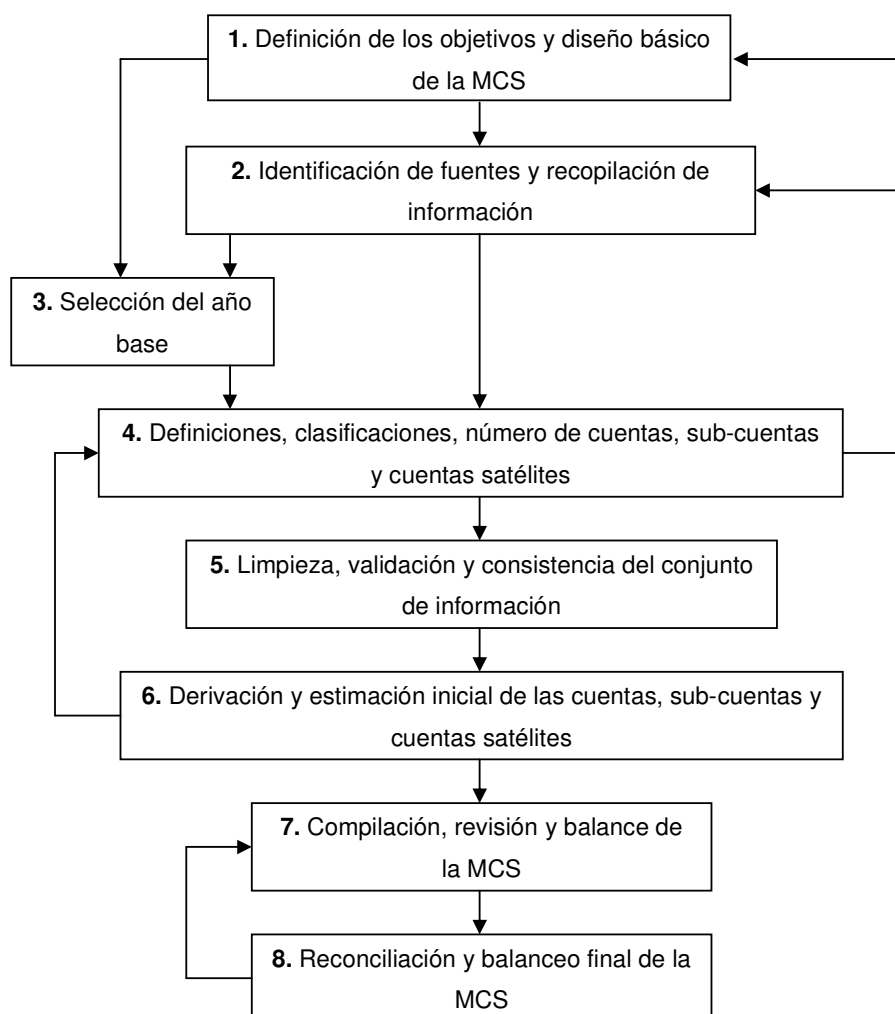 1. Definición de los objetivos y diseño básico
de la MCS
2. Identificación de fuentes y recopilación de
información
3. Selección del año
base
4. Definiciones, clasificaciones, número de cuentas, sub-cuentas
y cuentas satélites
5. Limpieza, validación y consistencia del conjunto
de información
6. Derivación y estimación inicial de las cuentas, sub-cuentas y
cuentas satélites
7. Compilación, revisión y balance de
la MCS
8. Reconciliación y balanceo final de la
MCS